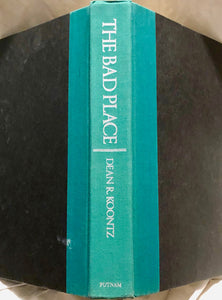 THE BAD PLACE
DEAN R. KOONTZ
PUTNAM